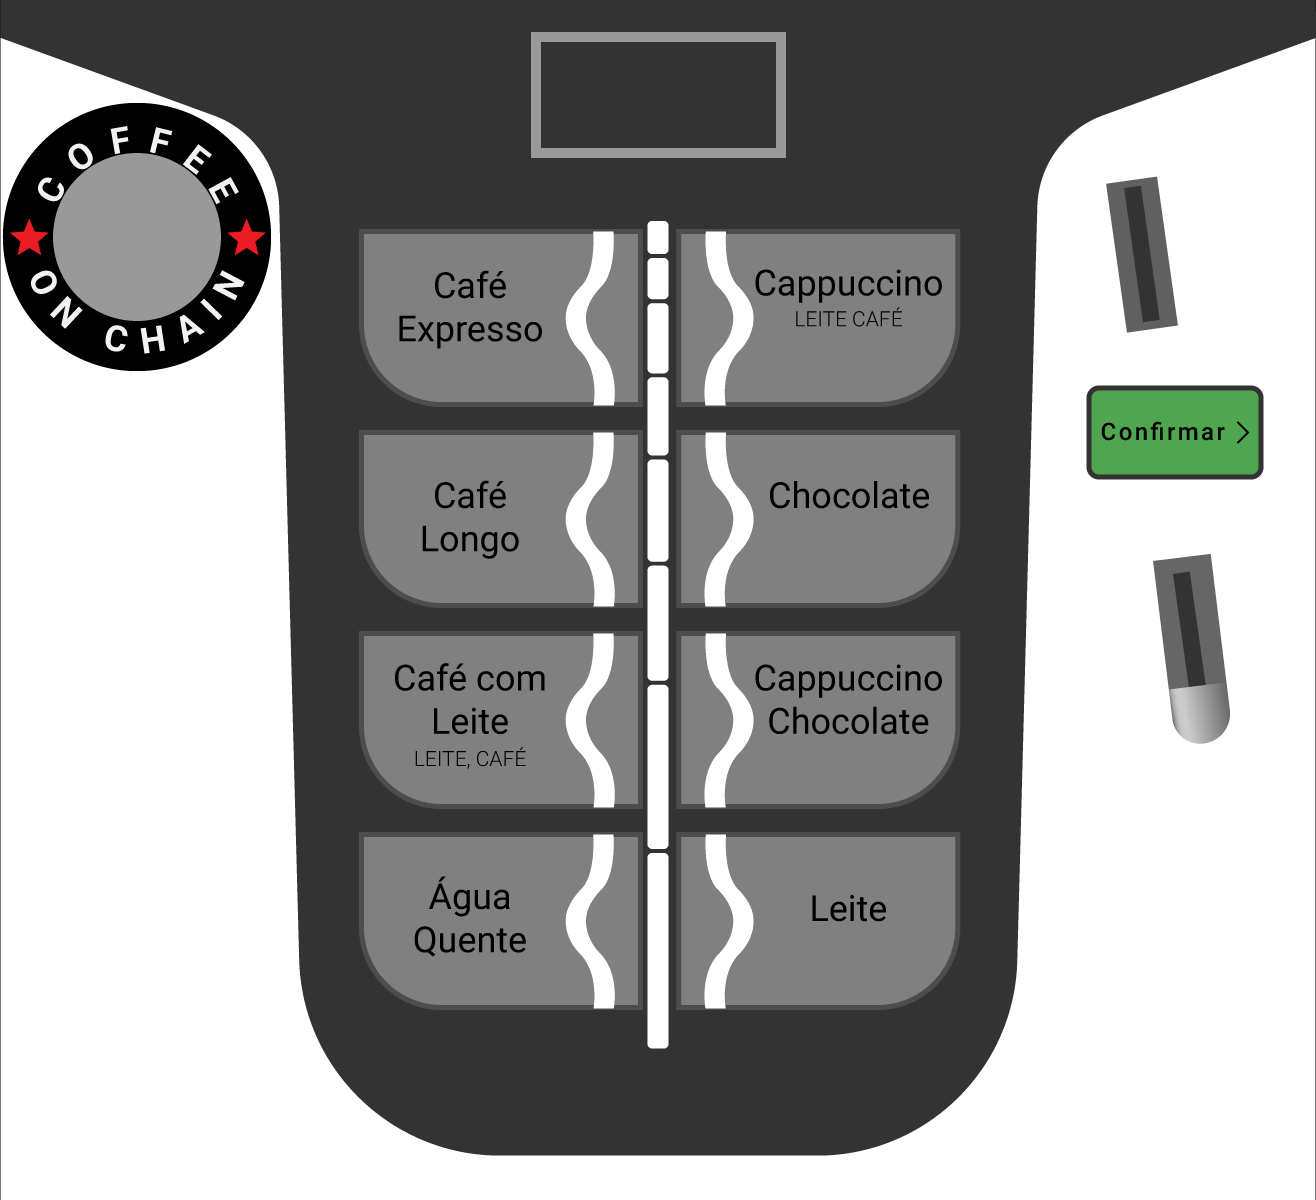 COFFEE
ON CHAIN
Café
Expresso
Cappuccino
LEITE CAFÉ
Café
Longo
Chocolate
Confirmar
Café com
Leite
LEITE, CAFÉ
Cappuccino
Chocolate
Água
Quente
Leite